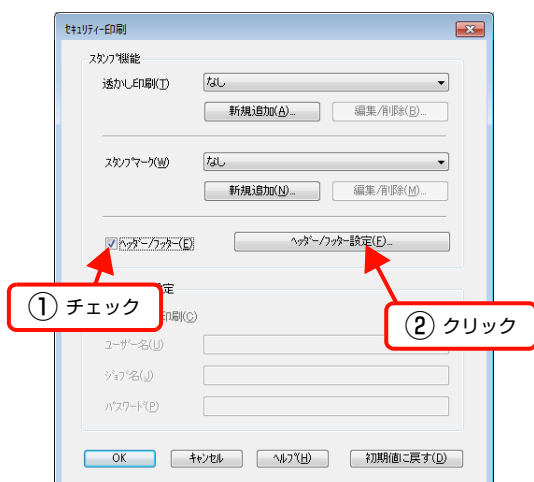 ｾｷｭﾘﾃｨｰ印刷
ｽﾀﾝﾌﾟ機能
透かし印刷(T) なし
新規追加(A)... 編集/削除(B)...
ｽﾀﾝﾌﾟﾏｰｸ(W) なし
新規追加(N)... 編集/削除(M)...
ﾍｯﾀﾞｰ/ﾌｯﾀｰ(E) ﾍｯﾀﾞｰ/ﾌｯﾀｰ設定(F)...
① チェック
定
印刷(C)
② クリック
ﾕｰｻﾞｰ名(U)
ｼﾞｮﾌﾞ名(J)
ﾊﾟｽﾜｰﾄﾞ(P)
OK ｷｬﾝｾﾙ ﾍﾙﾌﾟ(H) 初期値に戻す(D)